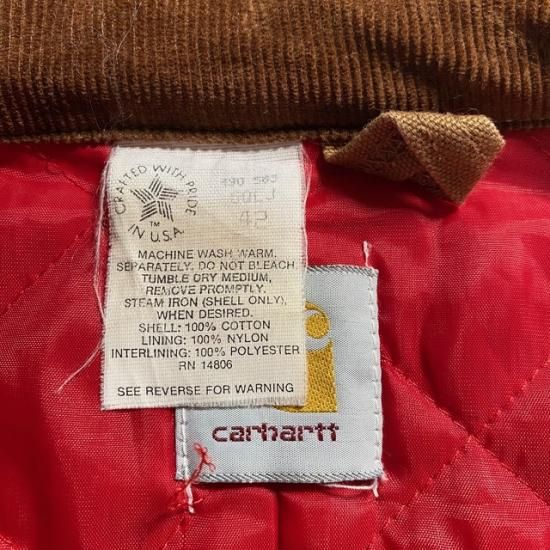 CRAFTED WITH PRIDE
™
IN U.S.A.
42
MACHINE WASH WARM.
SEPARATELY. DO NOT BLEACH,
TUMBLE DRY MEDIUM,
REMOVE PROMPTLY.
STEAM IRON (SHELL ONLY),
WHEN DESIRED.
SHELL: 100% COTTON
LINING: 100% NYLON
INTERLINING: 100% POLYESTER
RN 14806
SEE REVERSE FOR WARNING
carhartt